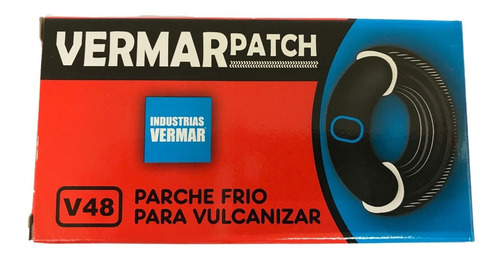 VERMARPATCH
INDUSTRIAS
VERMAR
V48
PARCHE FRIO
PARA VULCANIZAR